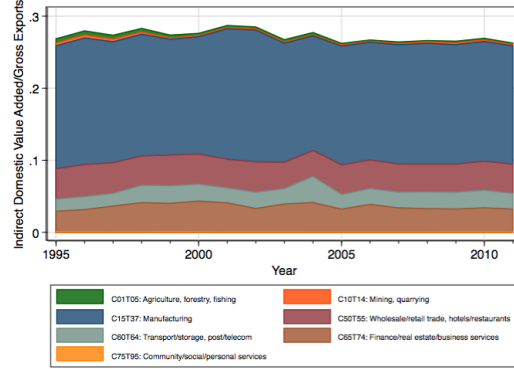 Indirect Domestic Value Added/Gross Exports
.3
.2
.1
0
1995 2000 2005 2010
Year
C01T05: Agriculture, forestry, fishing
C10T14: Mining, quarrying
C15T37: Manufacturing
C50T55: Wholesale/retail trade, hotels/restaurants
C60T64: Transport/storage, post/telecom
C65T74: Finance/real estate/business services
C75T95: Community/social/personal services